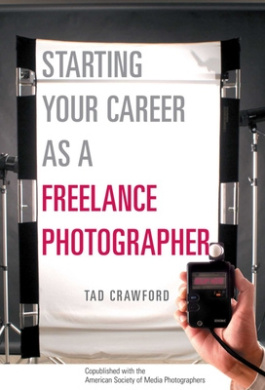 STARTING
YOUR CAREER
AS A
FREELANCE
PHOTOGRAPHER
TAD CRAWFORD
Copublished with the
American Society of Media Photographers